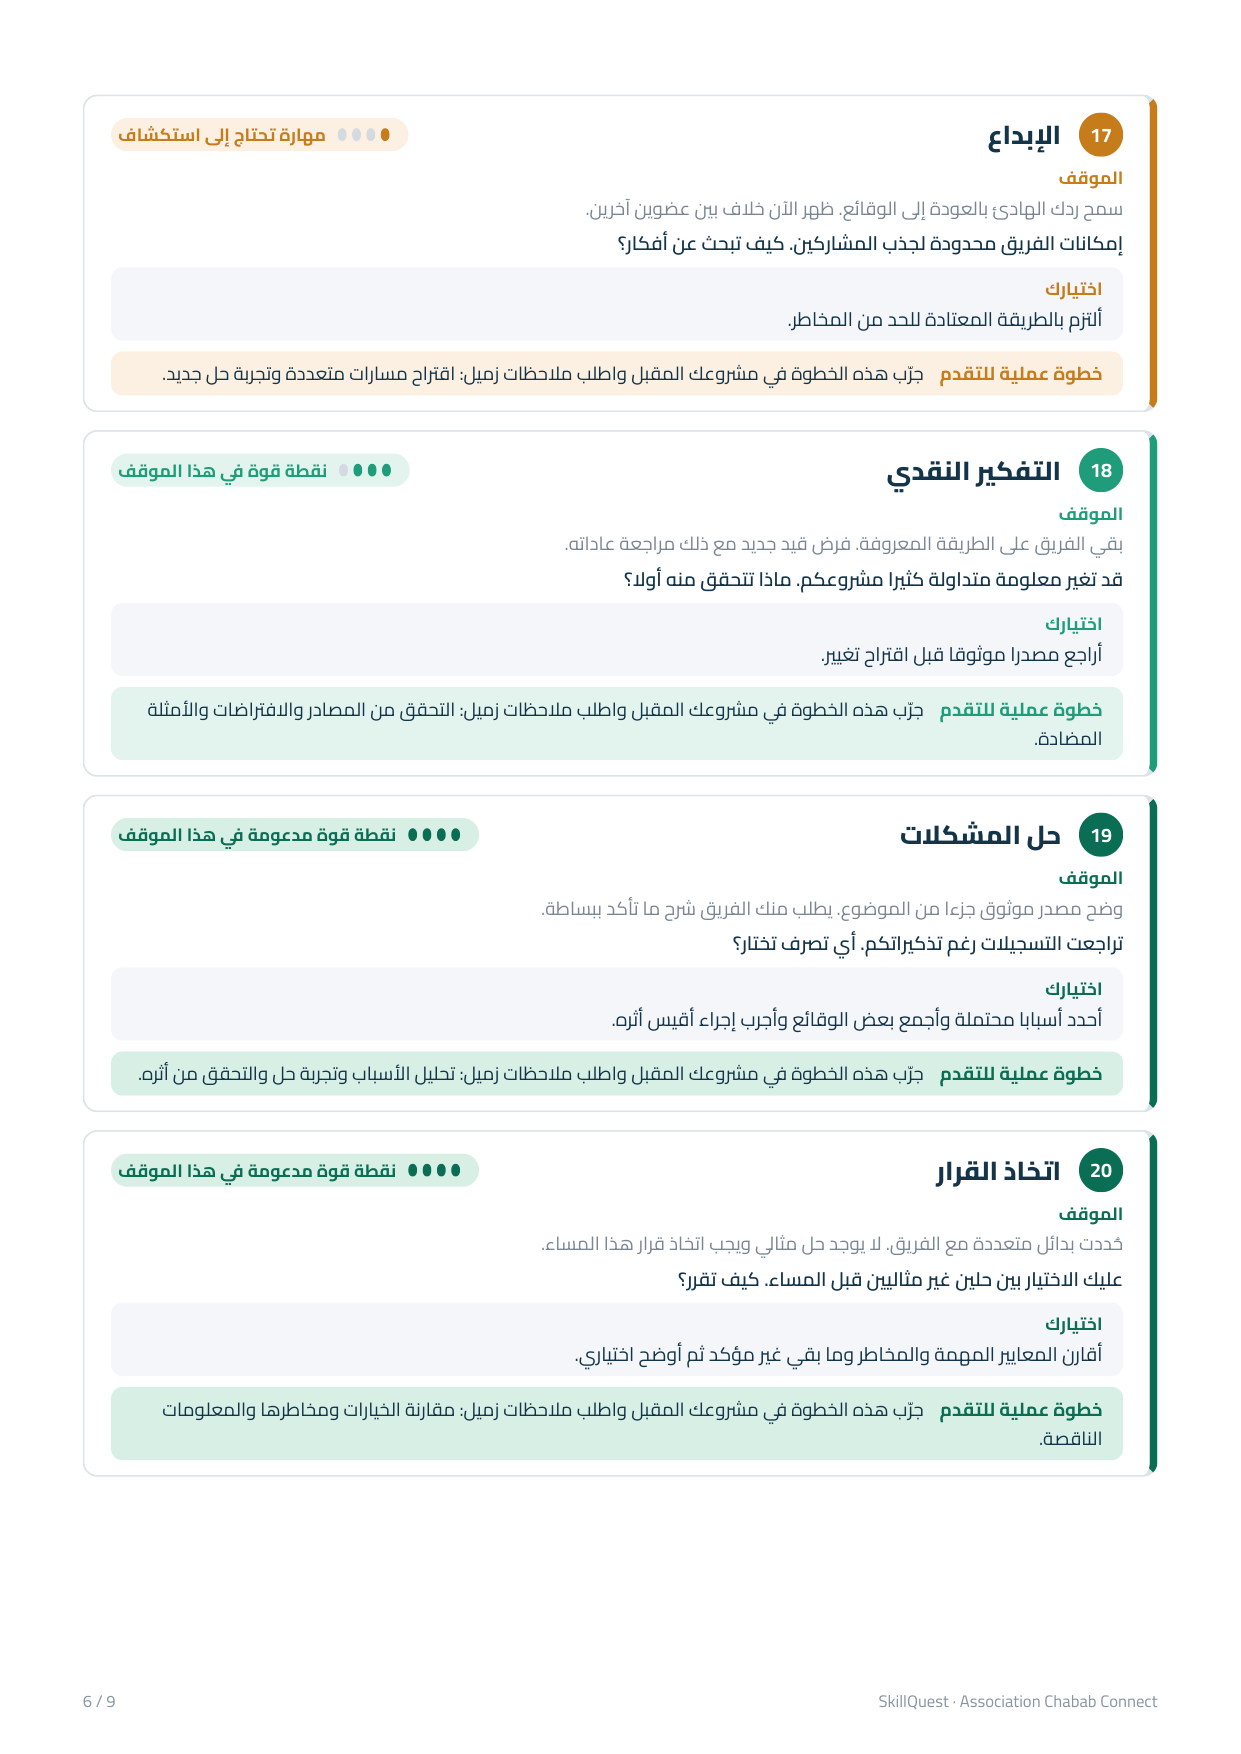 17 الإبداع
مهارة تحتاج إلى استكشاف
الموقف
سمح ردك الهادئ بالعودة إلى الوقائع. ظهر الآن خلاف بين عضوين آخرين.
إمكانات الفريق محدودة لجذب المشاركين. كيف تبحث عن أفكار؟
اختيارك
ألتزم بالطريقة المعتادة للحد من المخاطر.
خطوة عملية للتقدم جرّب هذه الخطوة في مشروعك المقبل واطلب ملاحظات زميل: اقتراح مسارات متعددة وتجربة حل جديد.
18 التفكير النقدي
نقطة قوة في هذا الموقف
الموقف
بقي الفريق على الطريقة المعروفة. فرض قيد جديد مع ذلك مراجعة عاداته.
قد تغير معلومة متداولة كثيرا مشروعكم. ماذا تتحقق منه أولا؟
اختيارك
أراجع مصدرا موثوقا قبل اقتراح تغيير.
خطوة عملية للتقدم جرّب هذه الخطوة في مشروعك المقبل واطلب ملاحظات زميل: التحقق من المصادر والافتراضات والأمثلة
المضادة.
19 حل المشكلات
نقطة قوة مدعومة في هذا الموقف
الموقف
وضح مصدر موثوق جزءا من الموضوع. يطلب منك الفريق شرح ما تأكد ببساطة.
تراجعت التسجيلات رغم تذكيراتكم. أي تصرف تختار؟
اختيارك
أحدد أسبابا محتملة وأجمع بعض الوقائع وأجرب إجراء أقيس أثره.
خطوة عملية للتقدم جرّب هذه الخطوة في مشروعك المقبل واطلب ملاحظات زميل: تحليل الأسباب وتجربة حل والتحقق من أثره.
20 اتخاذ القرار
نقطة قوة مدعومة في هذا الموقف
الموقف
حُددت بدائل متعددة مع الفريق. لا يوجد حل مثالي ويجب اتخاذ قرار هذا المساء.
عليك الاختيار بين حلين غير مثاليين قبل المساء. كيف تقرر؟
اختيارك
أقارن المعايير المهمة والمخاطر وما بقي غير مؤكد ثم أوضح اختياري.
خطوة عملية للتقدم جرّب هذه الخطوة في مشروعك المقبل واطلب ملاحظات زميل: مقارنة الخيارات ومخاطرها والمعلومات
الناقصة.
6 / 9
SkillQuest · Association Chabab Connect